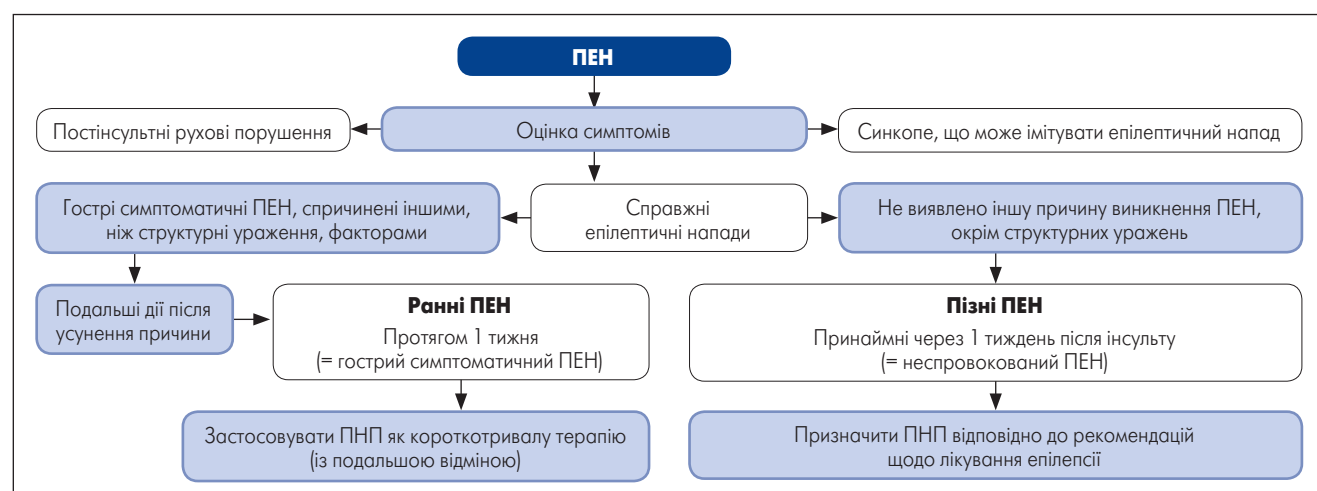 ПЕН
Постінсультні рухові порушення
Оцінка симптомів
Синкопе, що може імітувати епілептичний напад
Гострі симптоматичні ПЕН, спричинені іншими,
ніж структурні ураження, факторами
Справжні
епілептичні напади
Не виявлено іншу причину виникнення ПЕН,
окрім структурних уражень
Подальші дії після
усунення причини
Ранні ПЕН
Протягом 1 тижня
(= гострий симптоматичний ПЕН)
Пізні ПЕН
Принаймні через 1 тиждень після інсульту
(= неспровокований ПЕН)
Застосовувати ПНП як короткотривалу терапію
(із подальшою відміною)
Призначити ПНП відповідно до рекомендацій
щодо лікування епілепсії